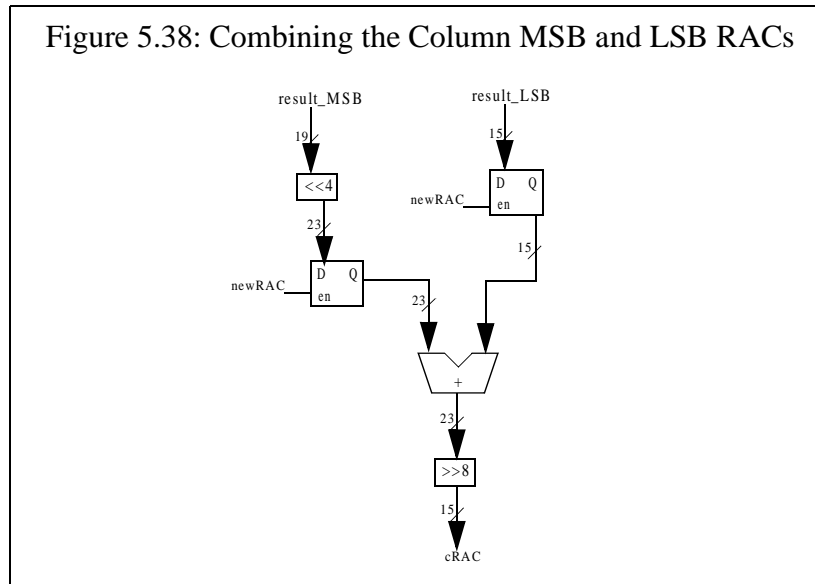 Figure 5.38: Combining the Column MSB and LSB RACs
result_MSB
result_LSB
19
15
<<4
D Q
en
newRAC
23
15
D Q
en
newRAC
23
+
23
>>8
15
cRAC